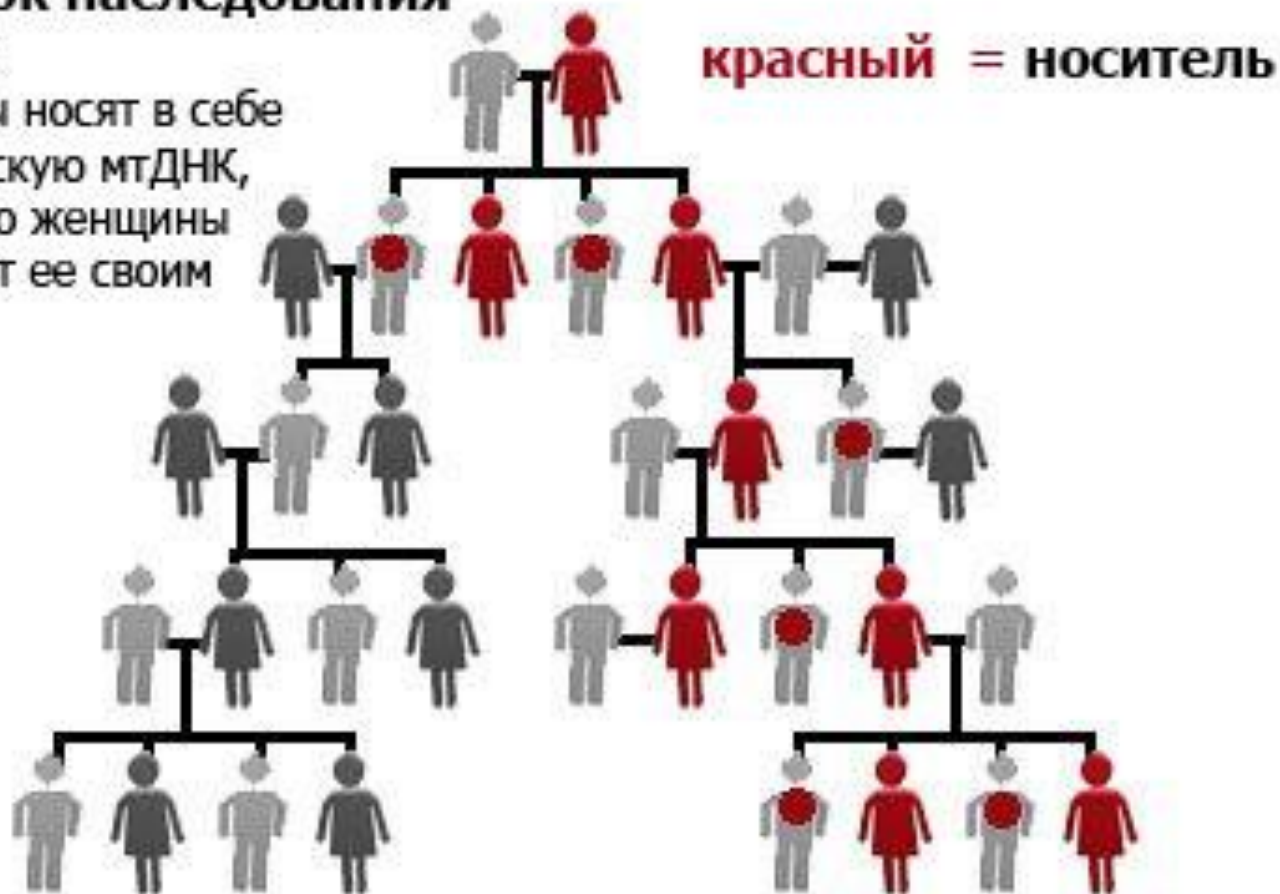 ок наследования
красный = носитель
ы носят в себе
скую мтДНК,
о женщины
т ее своим